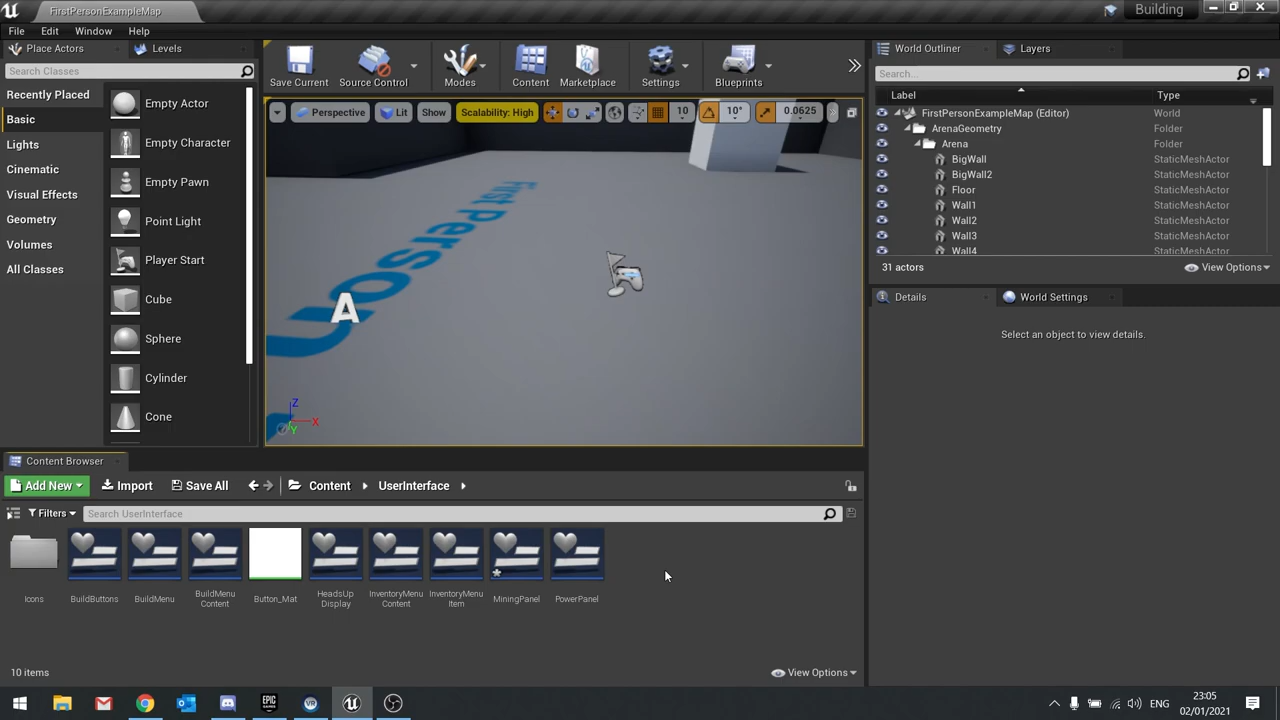 FirstPersonExampleMap
Building
File Edit Window Help
Place Actors
Levels
Search Classes
Recently Placed
Basic
Lights
Cinematic
Visual Effects
Geometry
Volumes
All Classes
Empty Actor
Empty Character
Empty Pawn
Point Light
Player Start
Cube
Sphere
Cylinder
Cone
Save Current
Source Control
Modes
Content
Marketplace
Settings
Blueprints
Perspective
Lit
Show
Scalability: High
10
10°
0.0625
First Person
A
Z
X
Y
World Outliner
Layers
Search...
Label Type
FirstPersonExampleMap (Editor) World
ArenaGeometry Folder
Arena Folder
BigWall StaticMeshActor
BigWall2 StaticMeshActor
Floor StaticMeshActor
Wall1 StaticMeshActor
Wall2 StaticMeshActor
Wall3 StaticMeshActor
Wall4 StaticMeshActor
31 actors
View Options
Details
World Settings
Select an object to view details.
Content Browser
Add New Import Save All Content UserInterface
Filters
Search UserInterface
Icons
BuildButtons
BuildMenu
BuildMenu
Content
Button_Mat
HeadsUp
Display
InventoryMenu
Content
InventoryMenu
Item
MiningPanel
PowerPanel
10 items
View Options
EPIC
GAMES
VR
ENG
23:05
02/01/2021